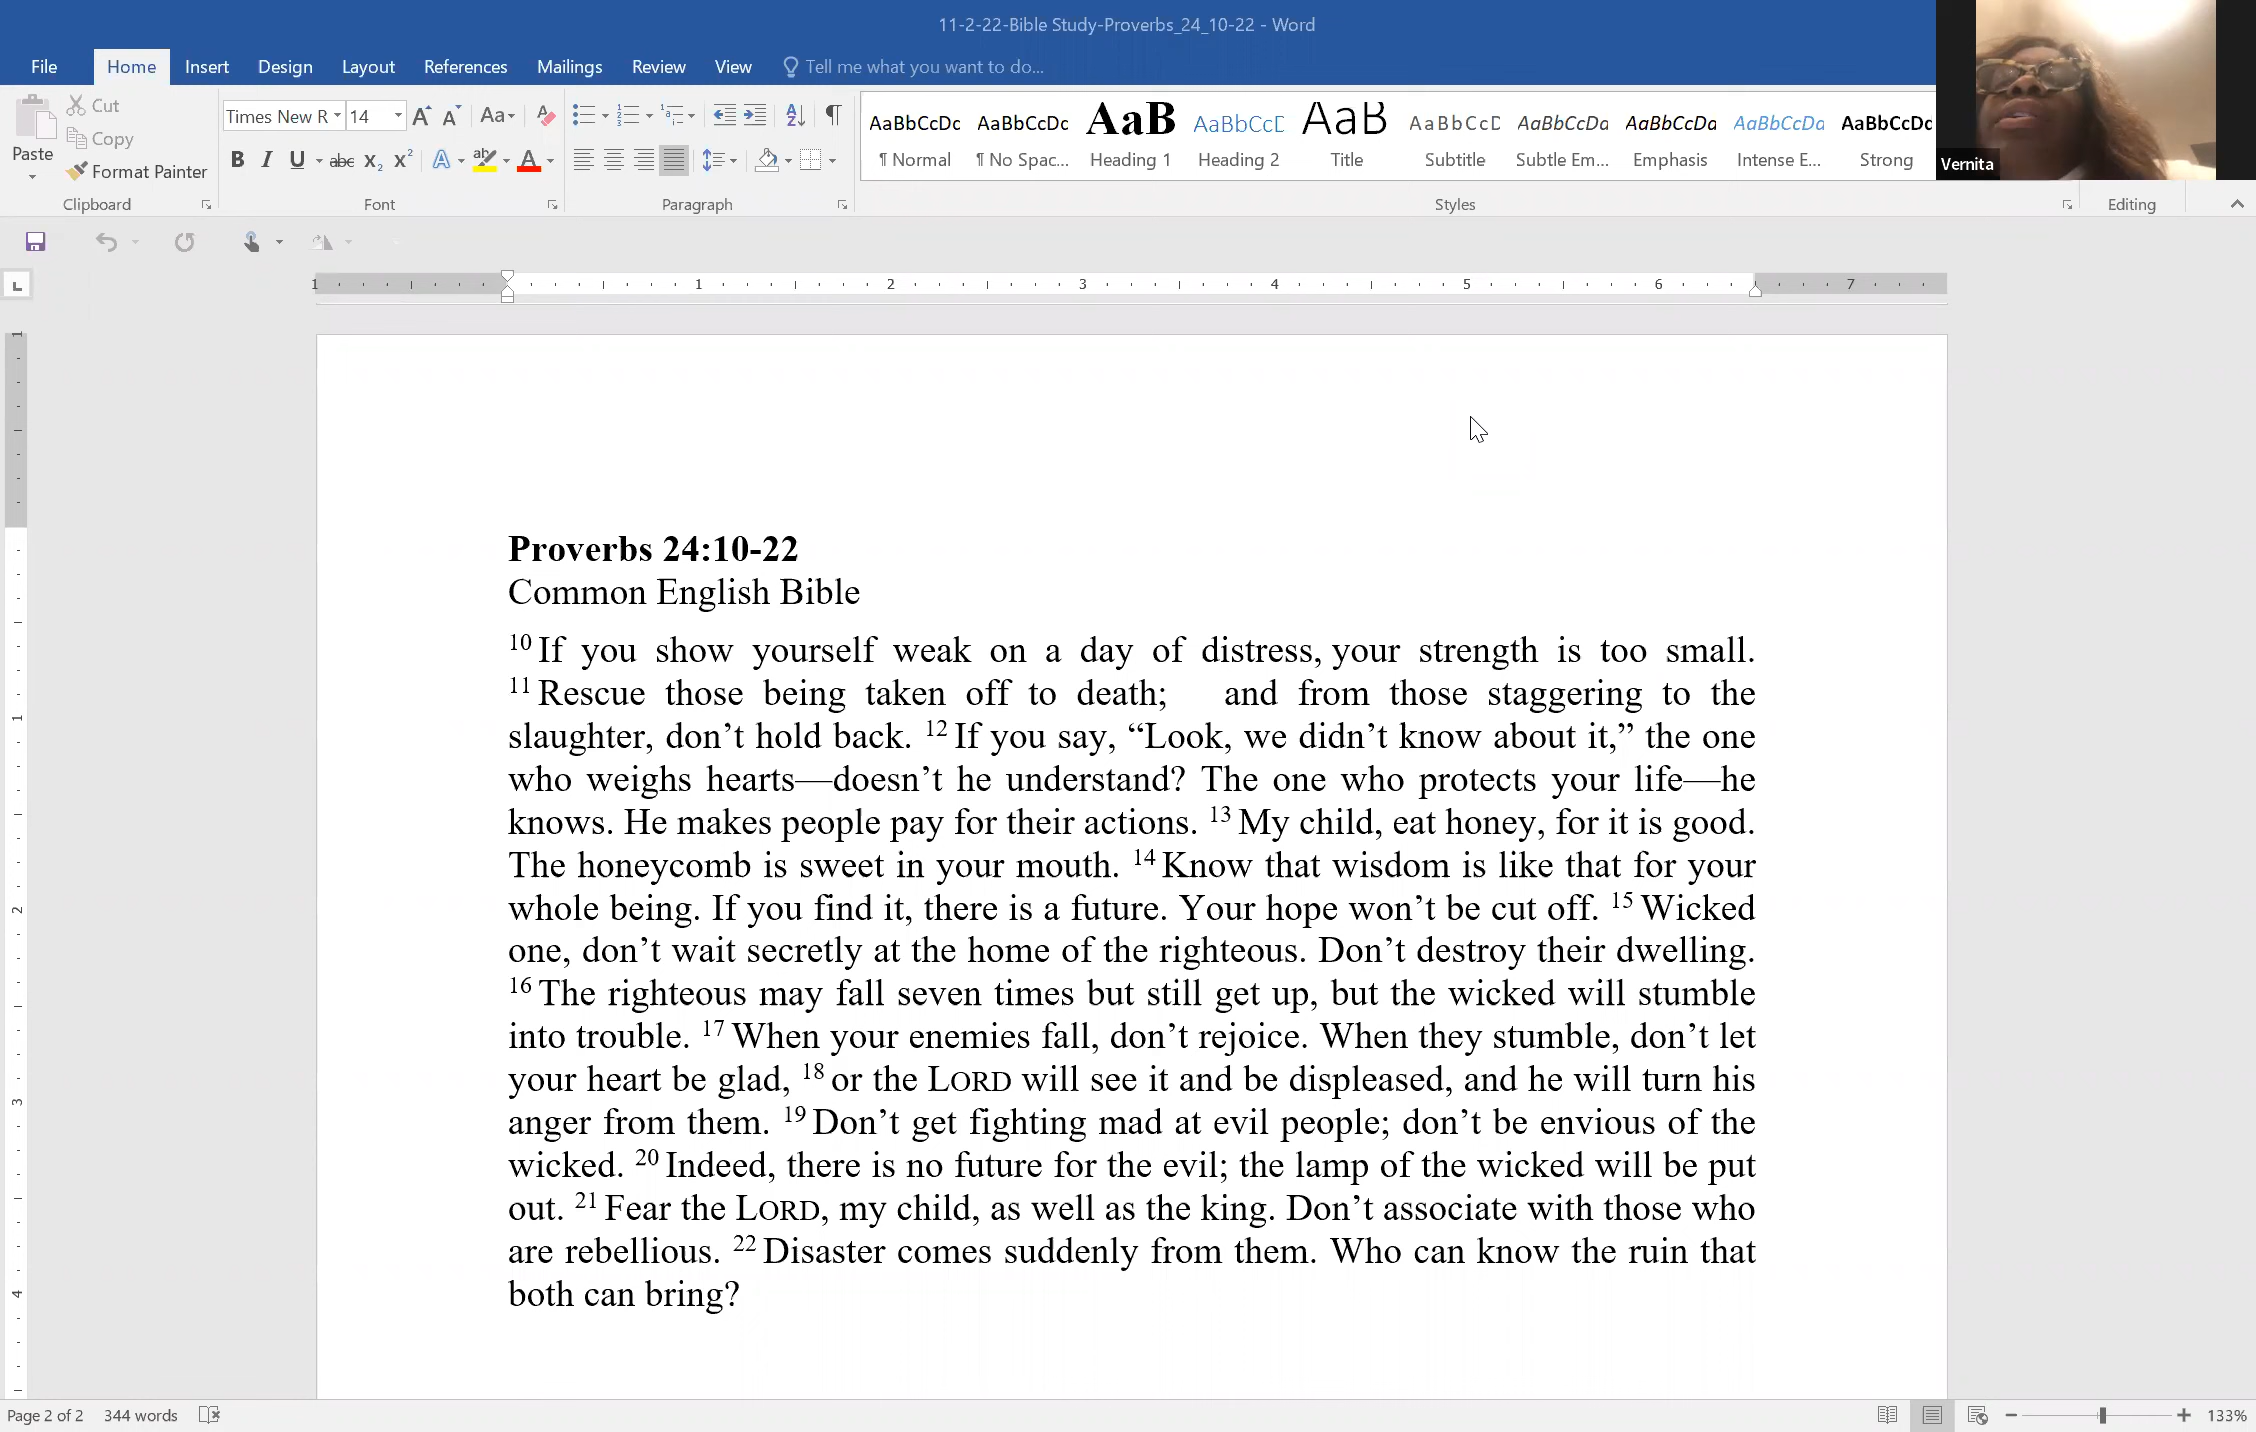 11-2-22-Bible Study-Proverbs_24_10-22 - Word
File Home Insert Design Layout References Mailings Review View Tell me what you want to do...
Cut
Copy
Paste
Format Painter
Clipboard
Times New R 14
Font
Paragraph
AaBbCcDc AaBbCcDc AaB AaBbCcD AaB AaBbCcD AaBbCcDa AaBbCcDa AaBbCcDa AaBbCcDc
¶ Normal ¶ No Spac... Heading 1 Heading 2 Title Subtitle Subtle Em... Emphasis Intense E... Strong
Styles
Editing
Vernita
1 1 2 3 4 5 6 7
Proverbs 24:10-22
Common English Bible
10 If you show yourself weak on a day of distress, your strength is too small.
11 Rescue those being taken off to death; and from those staggering to the
slaughter, don’t hold back. 12 If you say, “Look, we didn’t know about it,” the one
who weighs hearts—doesn’t he understand? The one who protects your life—he
knows. He makes people pay for their actions. 13 My child, eat honey, for it is good.
The honeycomb is sweet in your mouth. 14 Know that wisdom is like that for your
whole being. If you find it, there is a future. Your hope won’t be cut off. 15 Wicked
one, don’t wait secretly at the home of the righteous. Don’t destroy their dwelling.
16 The righteous may fall seven times but still get up, but the wicked will stumble
into trouble. 17 When your enemies fall, don’t rejoice. When they stumble, don’t let
your heart be glad, 18 or the LORD will see it and be displeased, and he will turn his
anger from them. 19 Don’t get fighting mad at evil people; don’t be envious of the
wicked. 20 Indeed, there is no future for the evil; the lamp of the wicked will be put
out. 21 Fear the LORD, my child, as well as the king. Don’t associate with those who
are rebellious. 22 Disaster comes suddenly from them. Who can know the ruin that
both can bring?
Page 2 of 2 344 words
133%